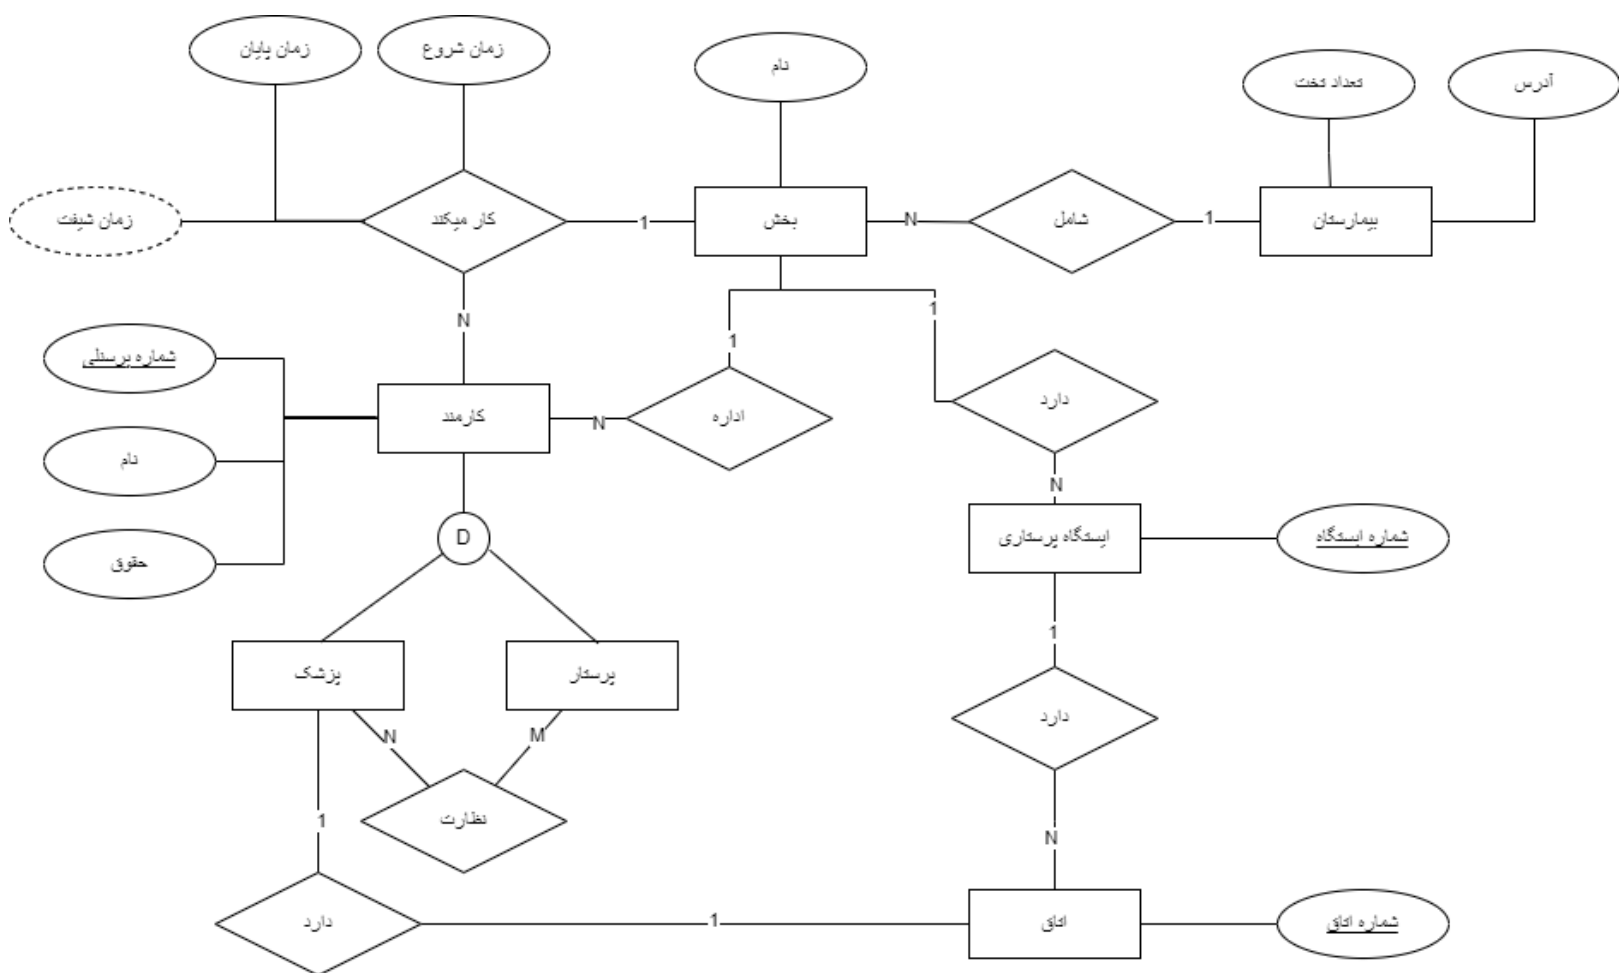 زمان پایان
زمان شروع
نام
تعداد تخت
آدرس
زمان شیفت
کار میکند
1
بخش
N
شامل
1
بیمارستان
N
1
1
شماره پرسنلی
کارمند
N
اداره
دارد
نام
N
حقوق
D
ایستگاه پرستاری
شماره ایستگاه
1
پزشک
پرستار
دارد
N
M
نظارت
1
N
دارد
1
اتاق
شماره اتاق